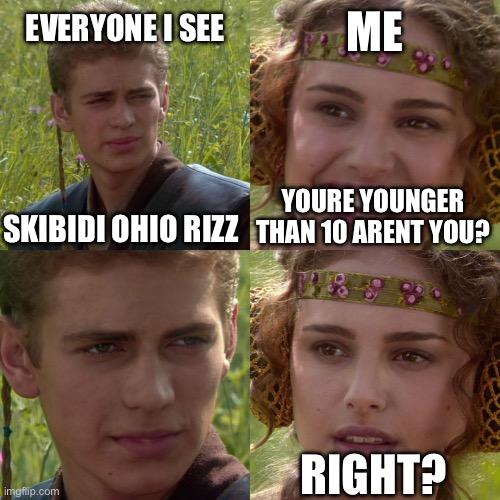 EVERYONE I SEE
SKIBIDI OHIO RIZZ
ME
YOURE YOUNGER
THAN 10 ARENT YOU?
RIGHT?
imgflip.com